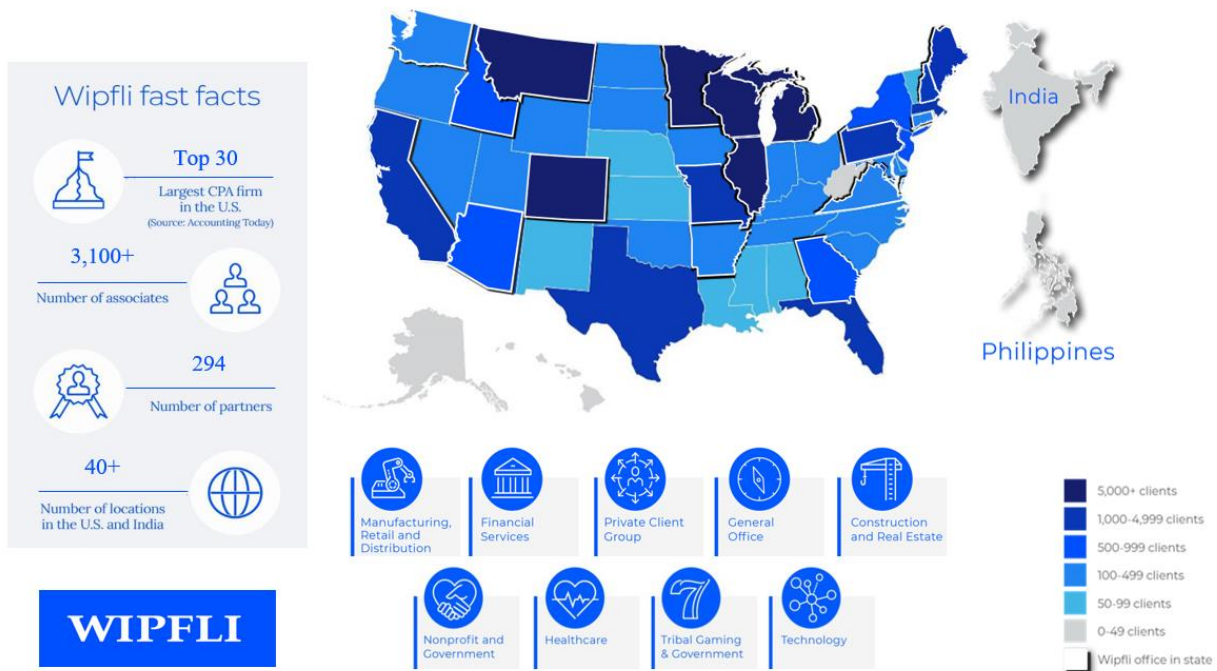 Wipfli fast facts
Top 30
Largest CPA firm
in the U.S.
(Source: Accounting Today)
3,100+
Number of associates
294
Number of partners
40+
Number of locations
in the U.S. and India
WIPFLI
India
Philippines
Manufacturing,
Retail and
Distribution
Financial
Services
Private Client
Group
General
Office
Construction
and Real Estate
Nonprofit and
Government
Healthcare
Tribal Gaming
& Government
Technology
5,000+ clients
1,000-4,999 clients
500-999 clients
100-499 clients
50-99 clients
0-49 clients
Wipfli office in state